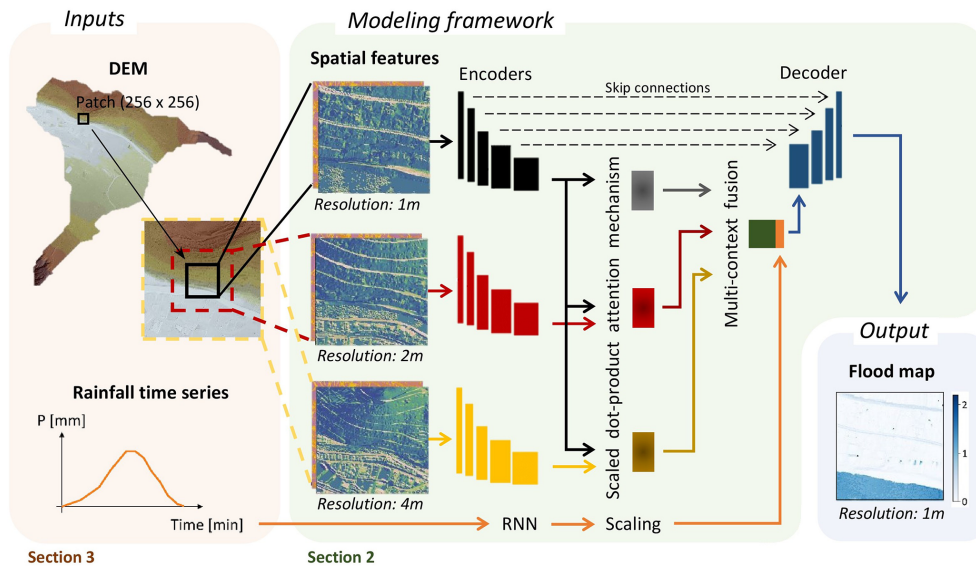 Inputs
DEM
Patch (256 x 256)
Rainfall time series
P [mm]
Time [min]
Section 3
Modeling framework
Spatial features
Resolution: 1m
Resolution: 2m
Resolution: 4m
Encoders
Skip connections
Decoder
Scaled dot-product attention mechanism
Multi-context fusion
RNN
Scaling
Section 2
Output
Flood map
2
1
0
Resolution: 1m